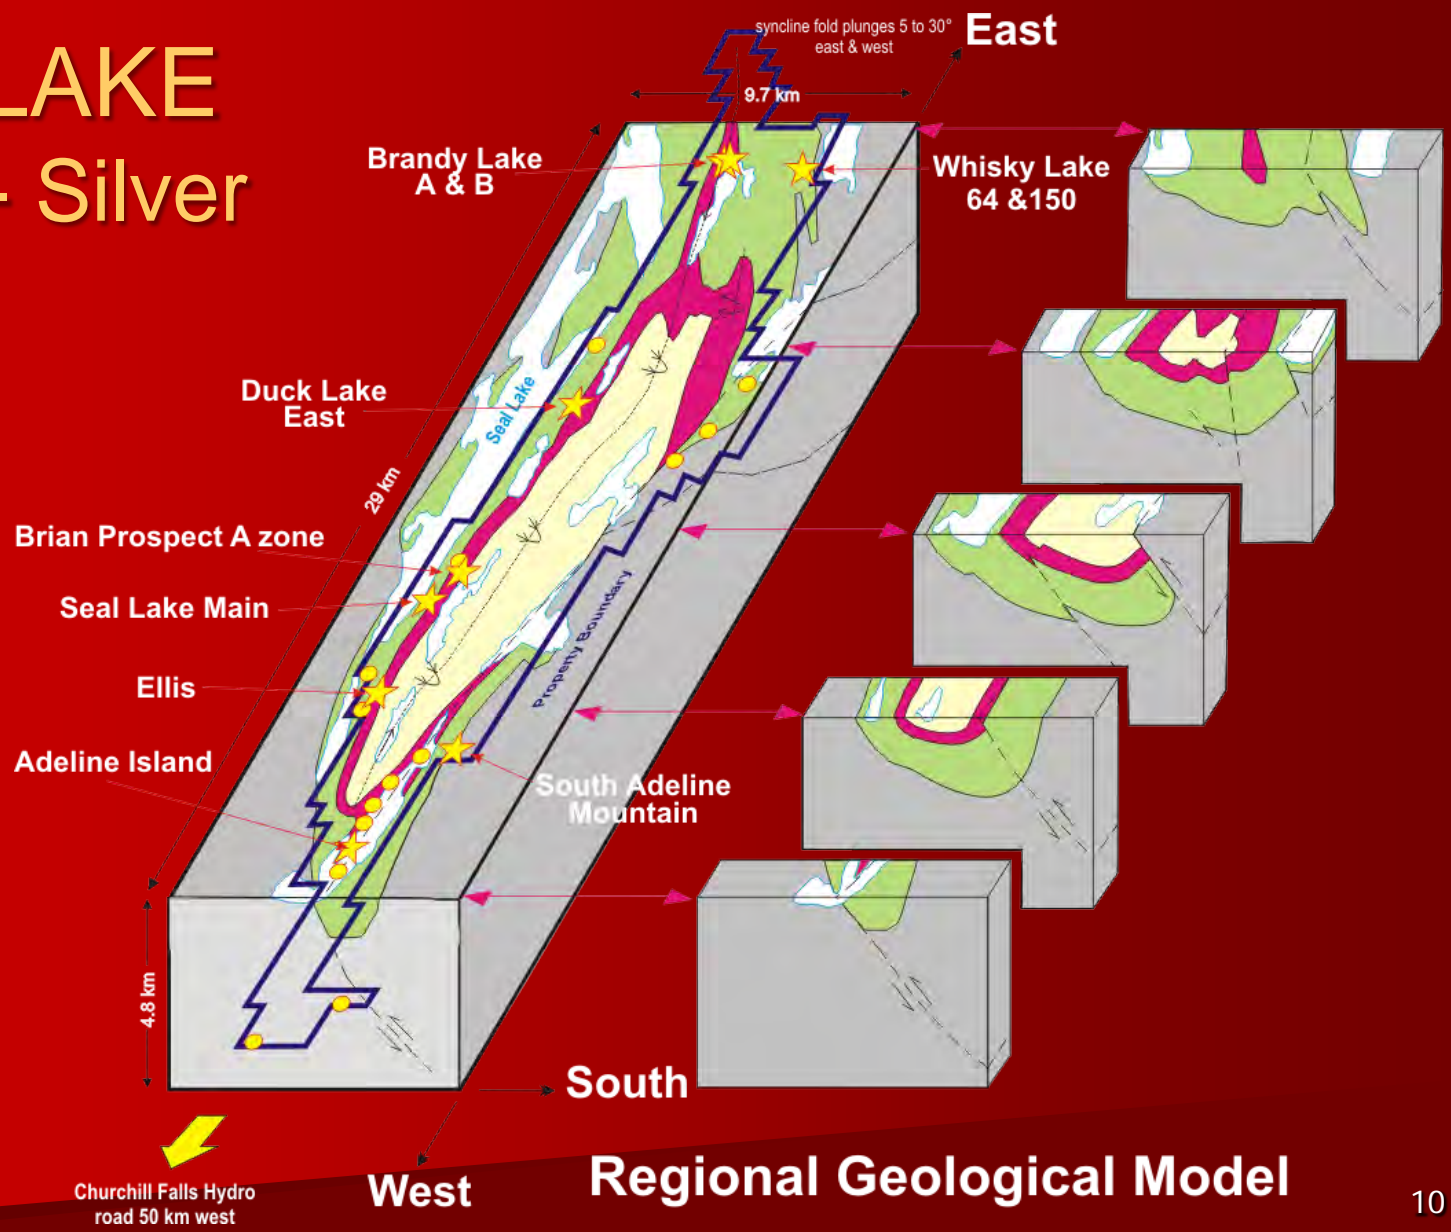 LAKE
- Silver
syncline fold plunges 5 to 30°
east & west
East
9.7 km
Brandy Lake
A & B
Whisky Lake
64 &150
Duck Lake
East
Seal Lake
29 km
Brian Prospect A zone
Seal Lake Main
Property Boundary
Ellis
Adeline Island
South Adeline
Mountain
4.8 km
South
West
Churchill Falls Hydro
road 50 km west
Regional Geological Model
10